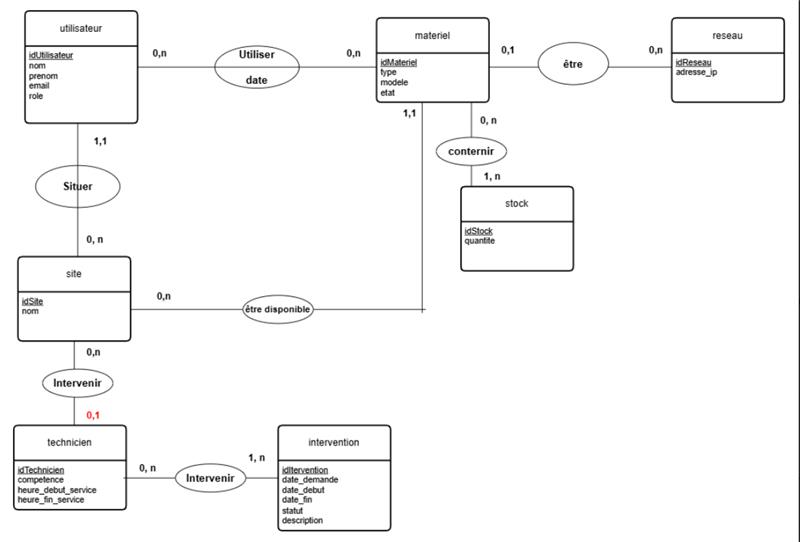 utilisateur
idUtilisateur
nom
prenom
email
role
0,n
Utiliser
date
0,n
materiel
idMateriel
type
modele
etat
0,1
être
0,n
reseau
idReseau
adresse_ip
1,1
Situer
0, n
1,1
0, n
conternir
1, n
stock
idStock
quantite
site
idSite
nom
0,n
être disponible
0,n
Intervenir
0,1
technicien
idTechnicien
competence
heure_debut_service
heure_fin_service
0, n
Intervenir
1, n
intervention
idItervention
date_demande
date_debut
date_fin
statut
description